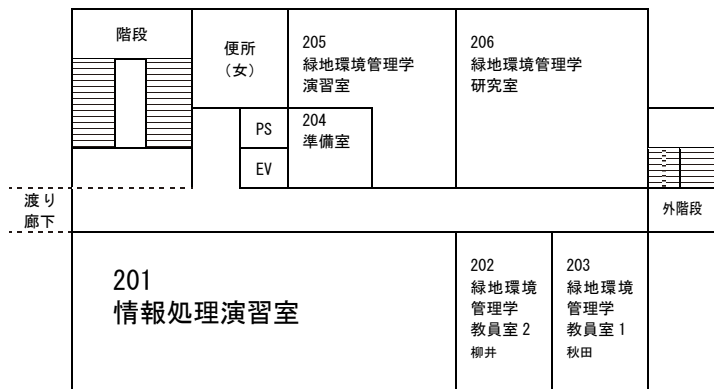 階段
便所
（女）
205
緑地環境管理学
演習室
206
緑地環境管理学
研究室
PS
204
準備室
EV
渡り
廊下
外階段
201
情報処理演習室
202
緑地環境
管理学
教員室 2
柳井
203
緑地環境
管理学
教員室 1
秋田